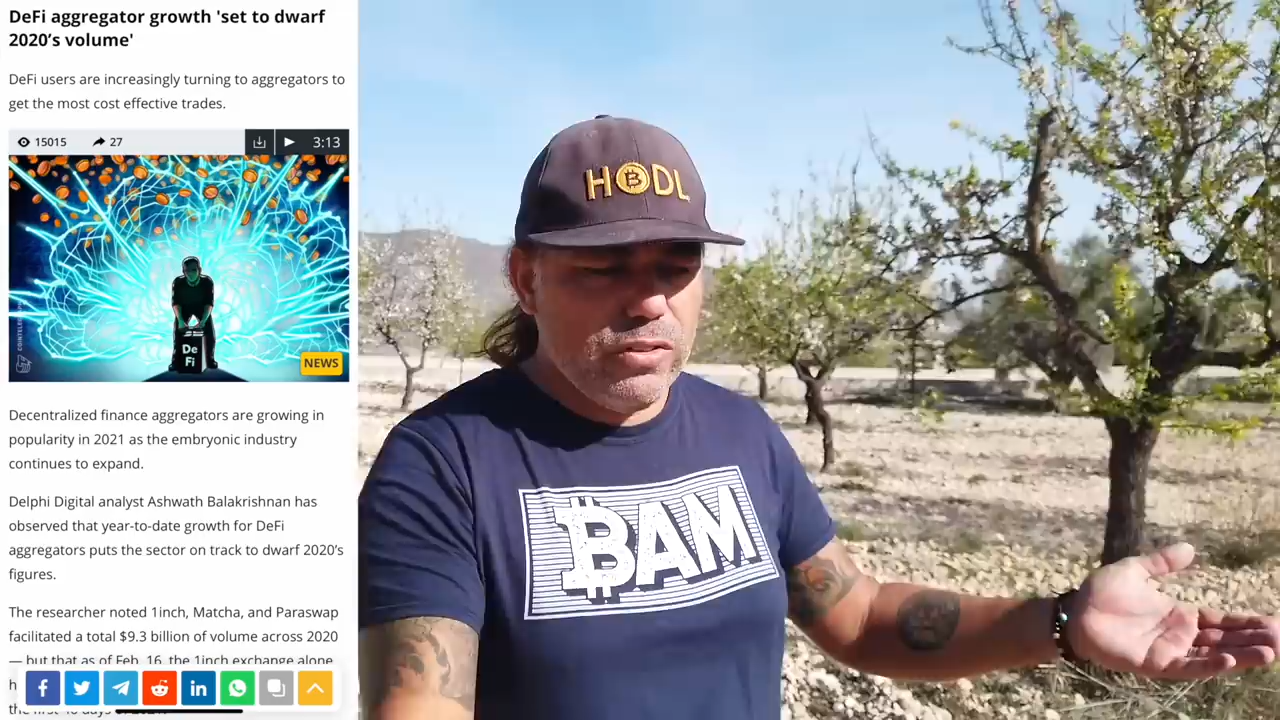 DeFi aggregator growth 'set to dwarf
2020’s volume'
DeFi users are increasingly turning to aggregators to
get the most cost effective trades.
15015 27 3:13
De
Fi
NEWS
Decentralized finance aggregators are growing in
popularity in 2021 as the embryonic industry
continues to expand.
Delphi Digital analyst Ashwath Balakrishnan has
observed that year-to-date growth for DeFi
aggregators puts the sector on track to dwarf 2020’s
figures.
The researcher noted 1inch, Matcha, and Paraswap
facilitated a total $9.3 billion of volume across 2020
— but that as of Feb. 16, the 1inch exchange alone
HODL
BAM